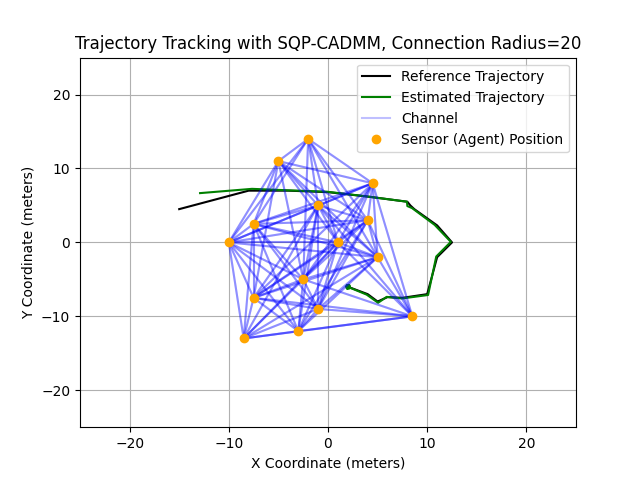 Trajectory Tracking with SQP-CADMM, Connection Radius=20
Reference Trajectory
Estimated Trajectory
Channel
Sensor (Agent) Position
Y Coordinate (meters)
20
10
0
−10
−20
−20
−10
0
10
20
X Coordinate (meters)